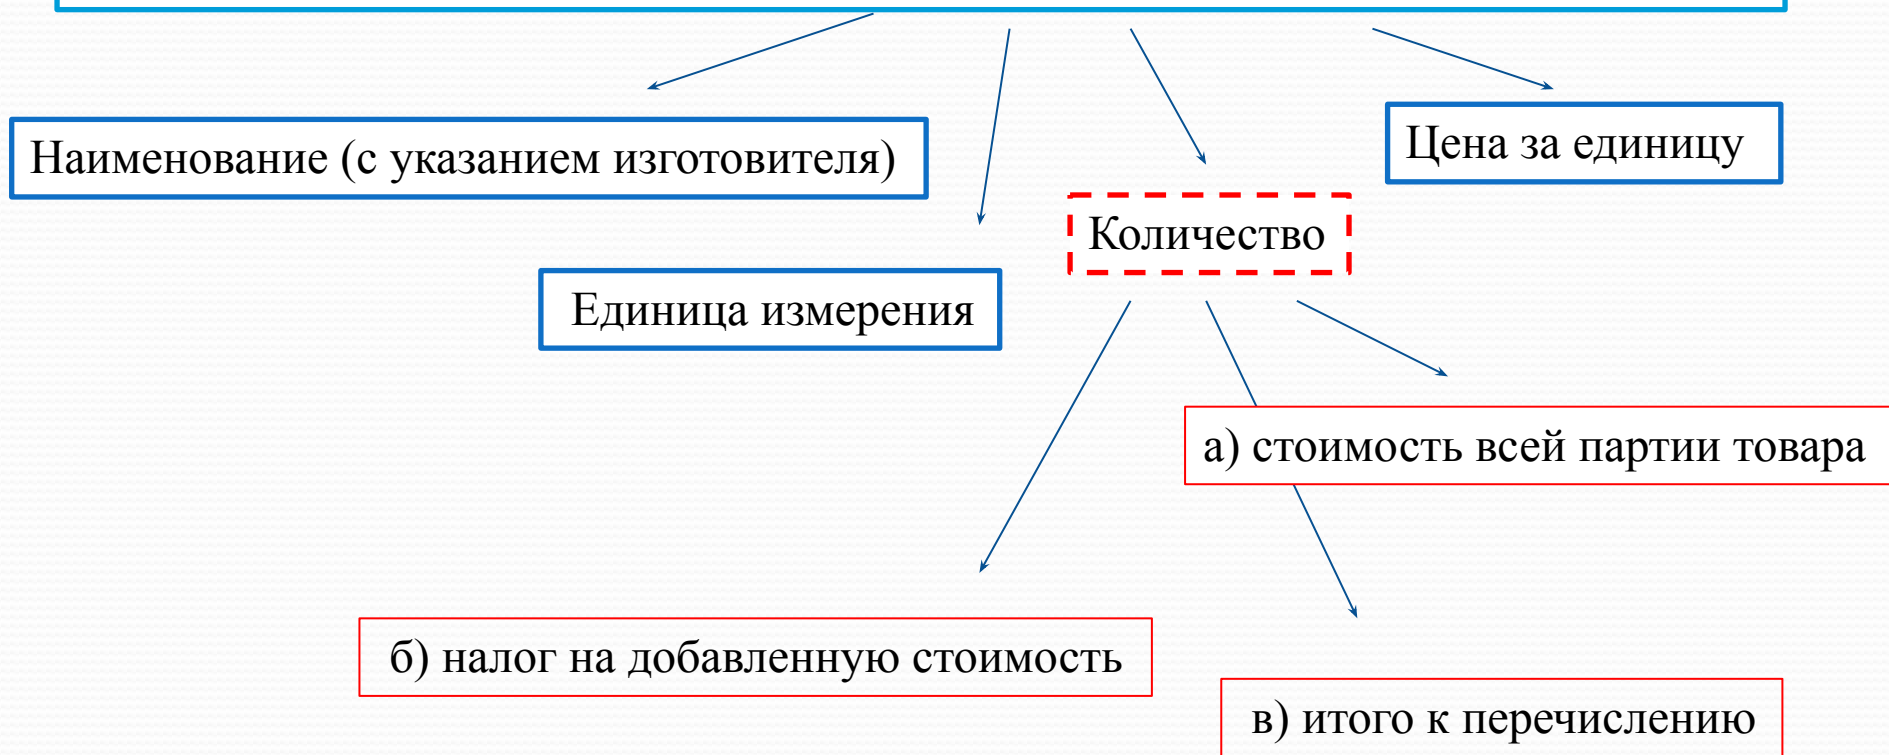 Наименование (с указанием изготовителя)
Цена за единицу
Количество
Единица измерения
а) стоимость всей партии товара
б) налог на добавленную стоимость
в) итого к перечислению